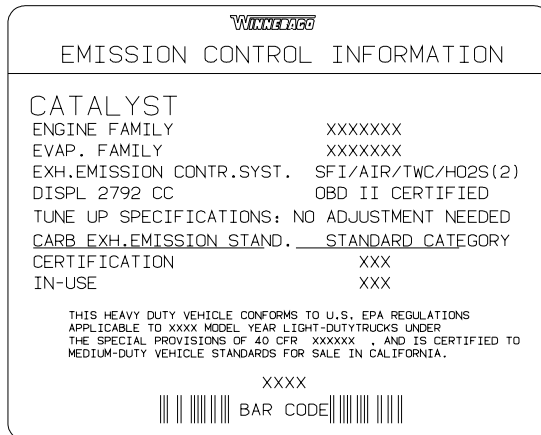 WINNEBAGO
EMISSION CONTROL INFORMATION
CATALYST
ENGINE FAMILY XXXXXXX
EVAP. FAMILY XXXXXXX
EXH.EMISSION CONTR.SYST. SFI/AIR/TWC/HO2S(2)
DISPL 2792 CC OBD II CERTIFIED
TUNE UP SPECIFICATIONS: NO ADJUSTMENT NEEDED
CARB EXH.EMISSION STAND. STANDARD CATEGORY
CERTIFICATION XXX
IN-USE XXX
THIS HEAVY DUTY VEHICLE CONFORMS TO U.S. EPA REGULATIONS
APPLICABLE TO XXXX MODEL YEAR LIGHT-DUTYTRUCKS UNDER
THE SPECIAL PROVISIONS OF 40 CFR XXXXXX , AND IS CERTIFIED TO
MEDIUM-DUTY VEHICLE STANDARDS FOR SALE IN CALIFORNIA.
XXXX
BAR CODE